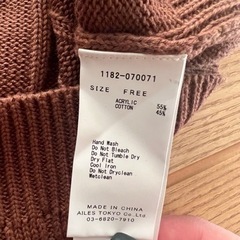 1182-070071
SIZE FREE
ACRYLIC 55%
COTTON 45%
Hand Wash
Do Not Bleach
Do Not Tumble Dry
Dry Flat
Cool Iron
Do Not Dryclean
Wetclean
MADE IN CHINA
AILES TOKYO Co.,Ltd
03-6820-7910